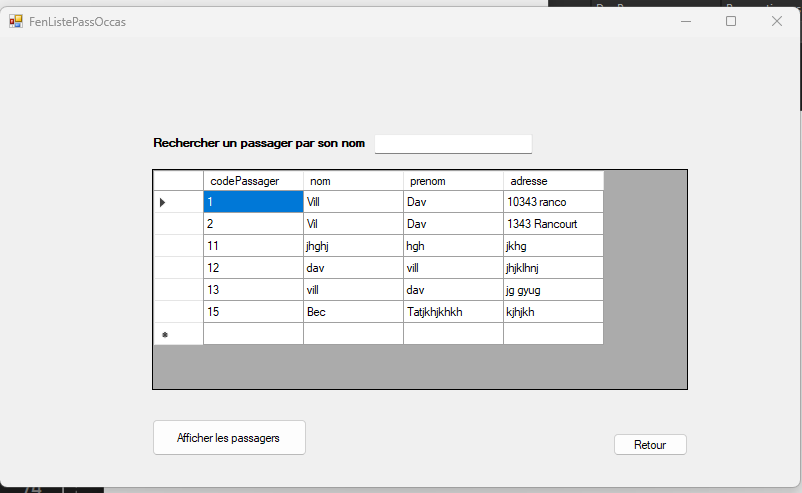 FenListePassOccas
Rechercher un passager par son nom
codePassager nom prenom adresse
1 Vill Dav 10343 ranco
2 Vil Dav 1343 Rancourt
11 jhghj hgh jkhg
12 dav vill jhjklhnj
13 vill dav jg gyug
15 Bec Tatjkhjkhkh kjhjkh
*
Afficher les passagers
Retour